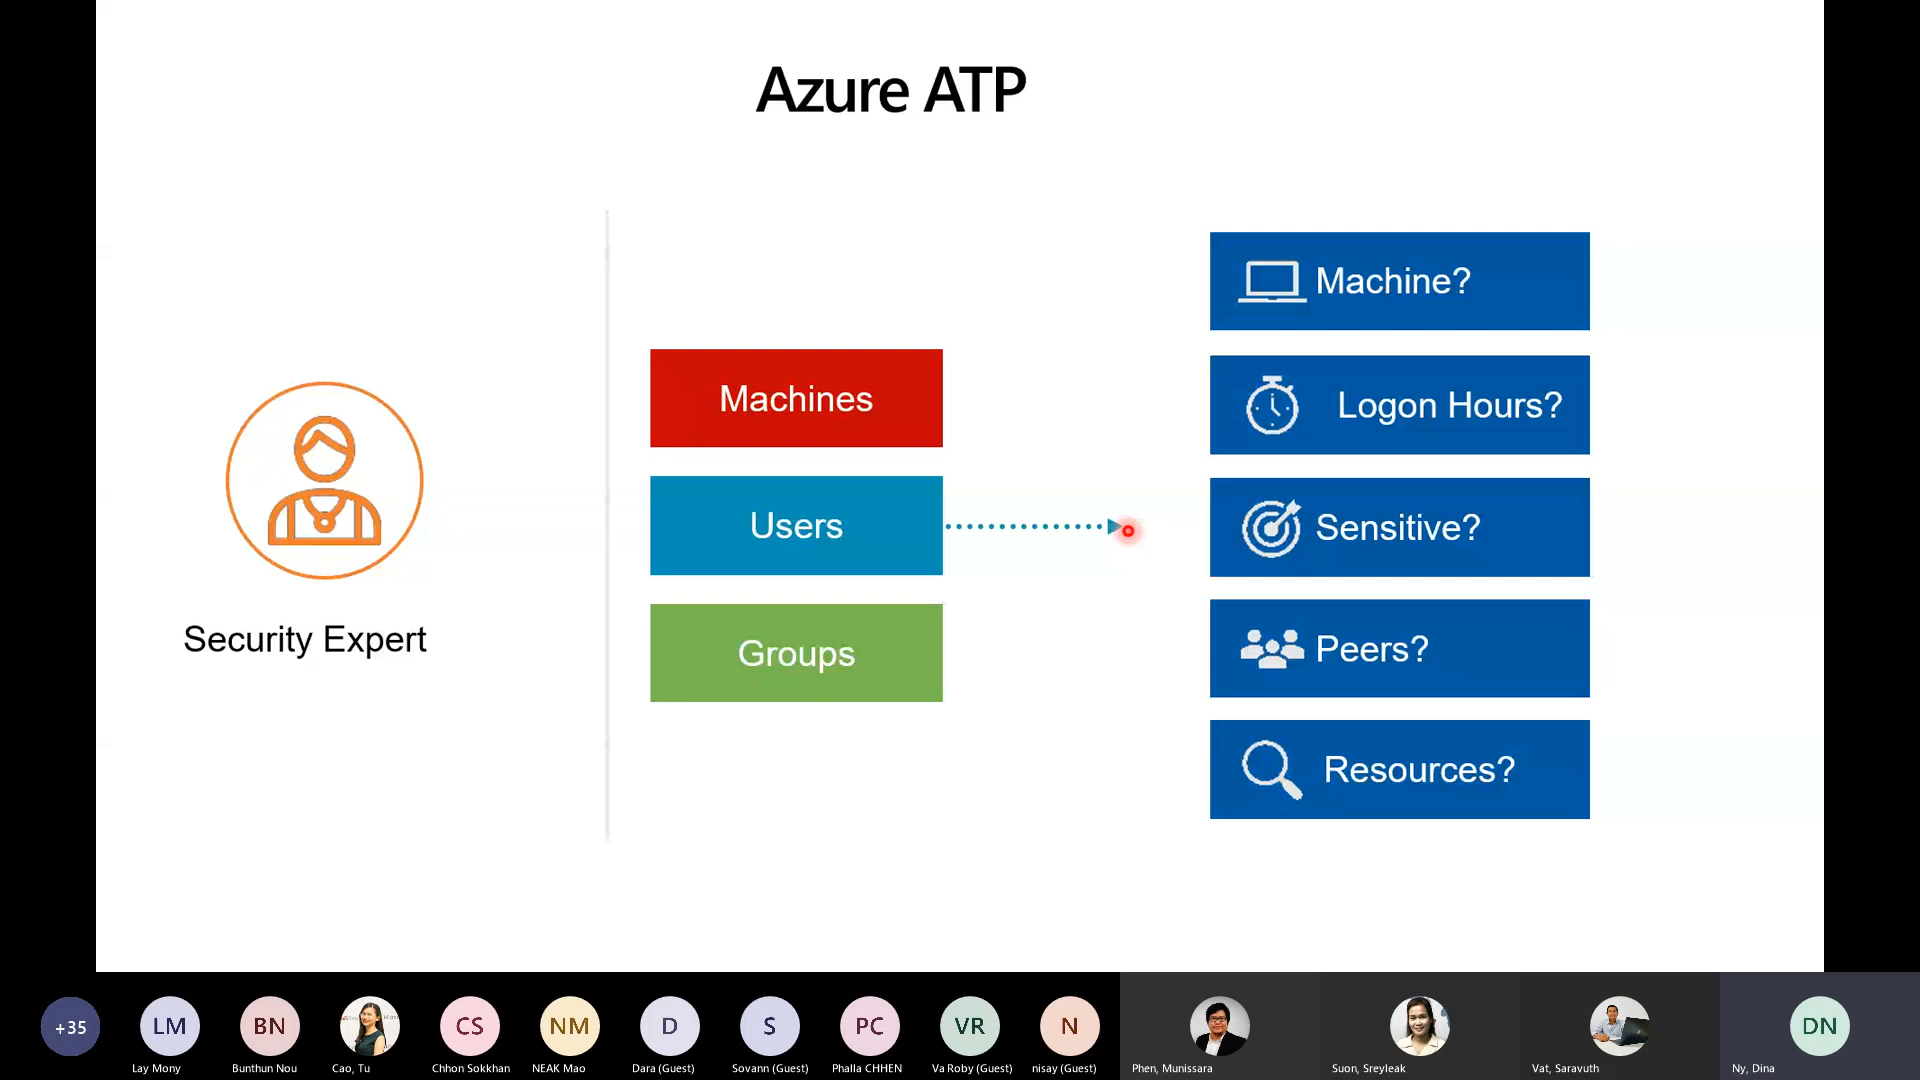 Azure ATP
Security Expert
Machines
Users
Groups
Machine?
Logon Hours?
Sensitive?
Peers?
Resources?
+35
LM
BN
CS
NM
D
S
PC
VR
N
DN
Lay Mony
Bunthun Nou
Cao, Tu
Chhon Sokkhan
NEAK Mao
Dara (Guest)
Sovann (Guest)
Phalla CHHEN
Va Roby (Guest)
nisay (Guest)
Phen, Munissara
Suon, Sreyleak
Vat, Saravuth
Ny, Dina